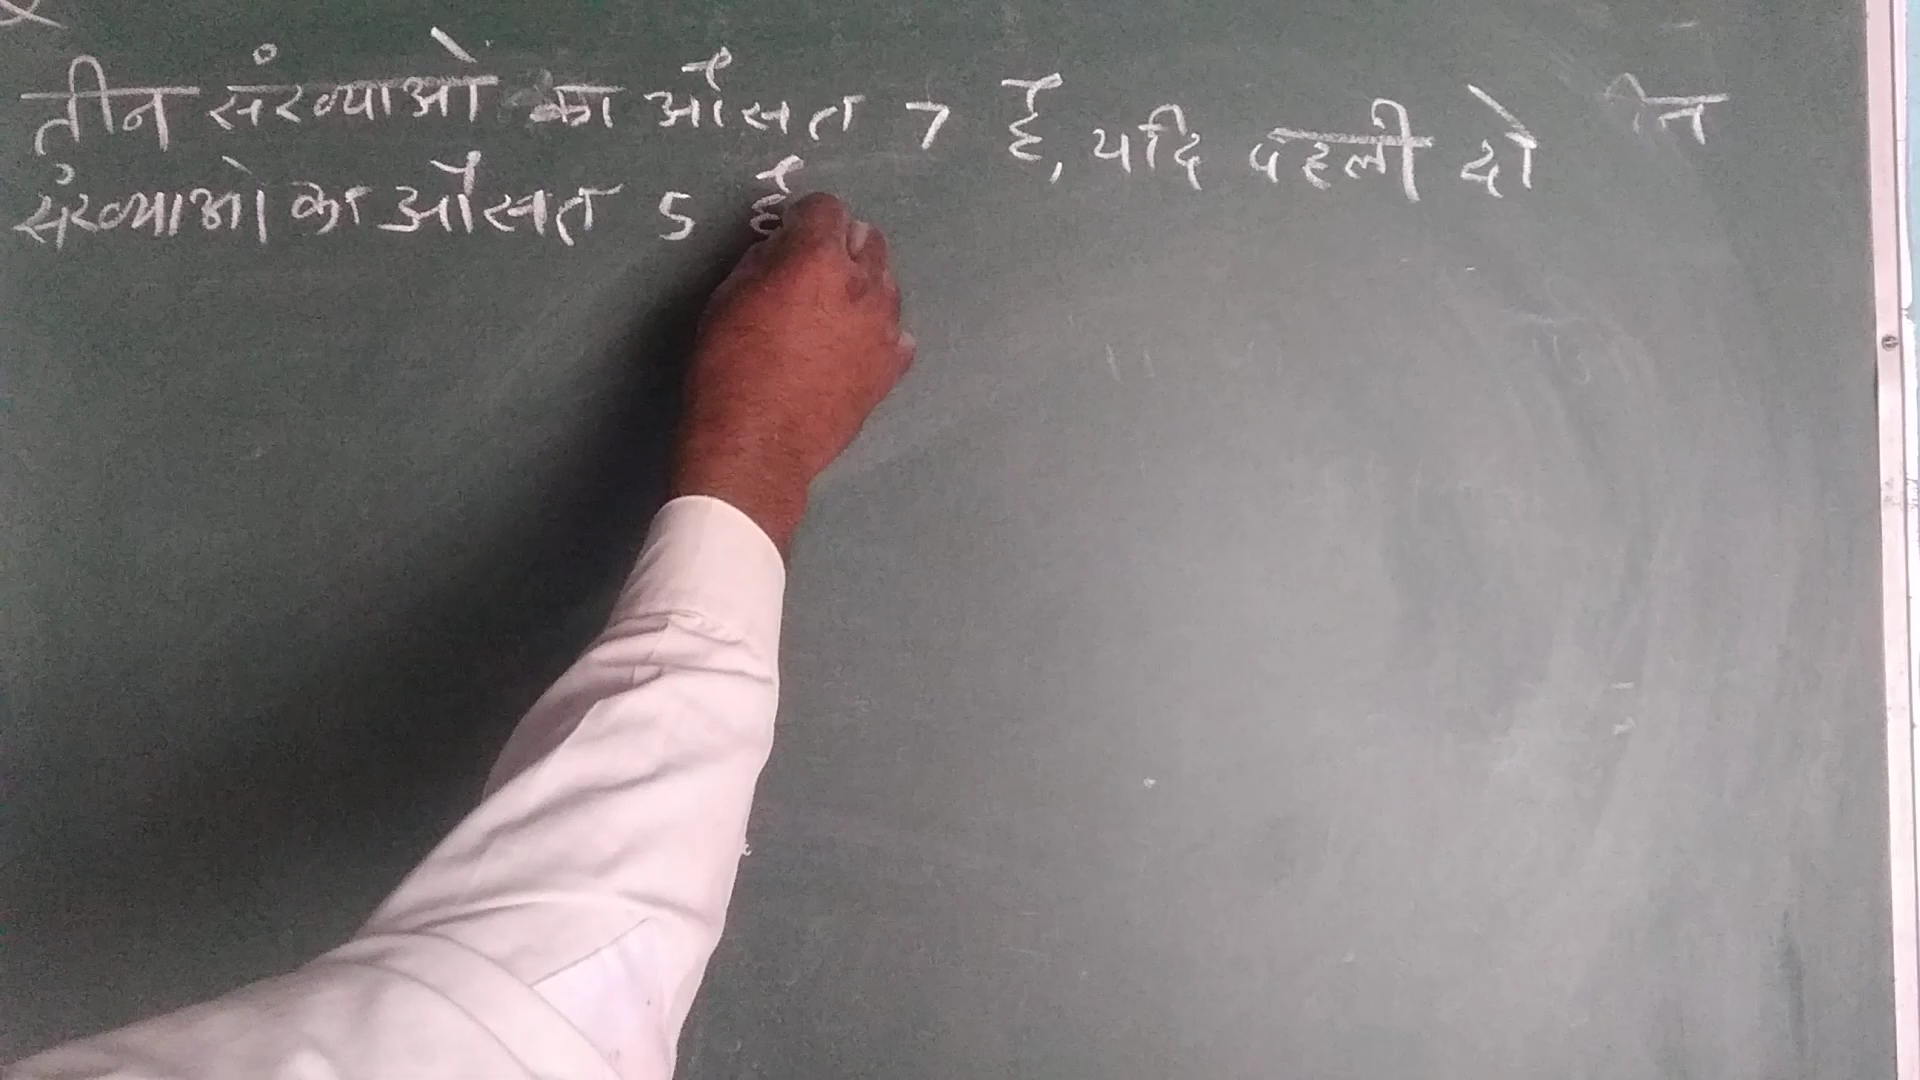 तीन संख्याओं का औसत 7 है, यदि पहली दो
संख्याओं का औसत 5 है